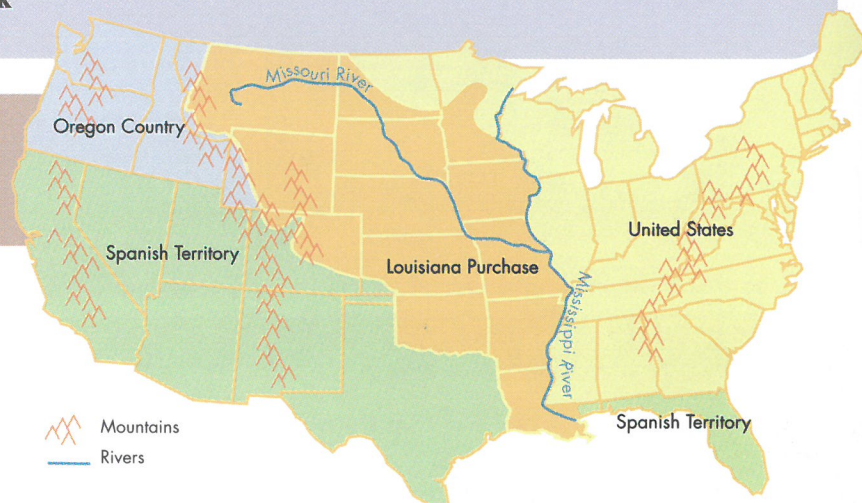 Missouri River
Oregon Country
Spanish Territory
Louisiana Purchase
United States
Mississippi River
Spanish Territory
Mountains
Rivers